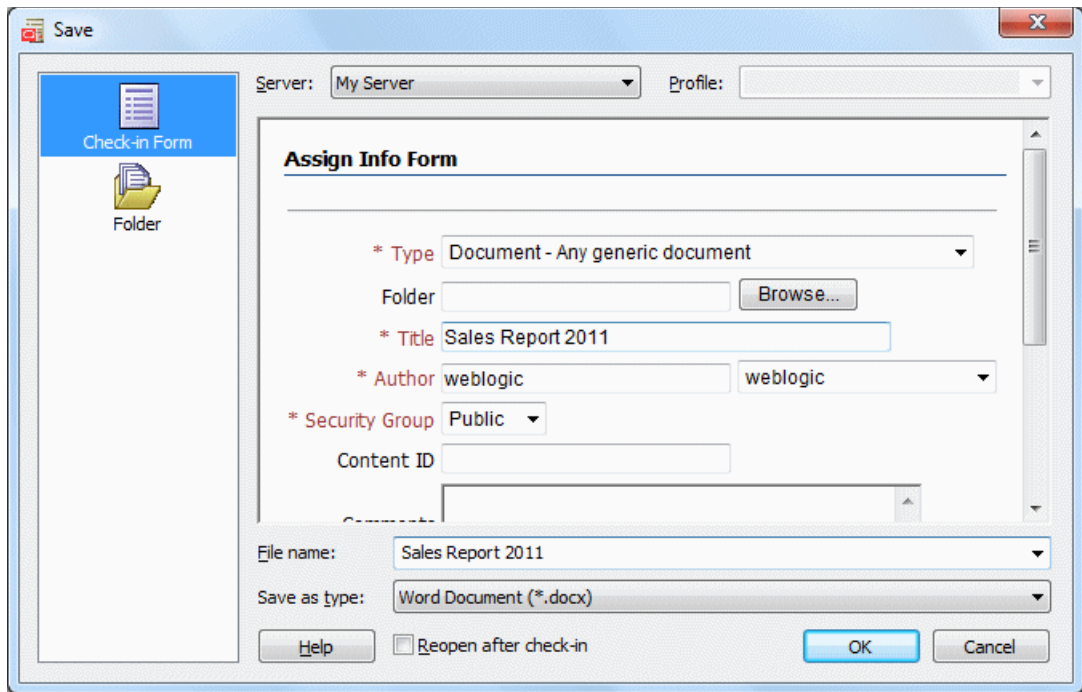 Save
Check-in Form
Folder
Server: My Server Profile:
Assign Info Form
* Type Document - Any generic document
Folder Browse...
* Title Sales Report 2011
* Author weblogic weblogic
* Security Group Public
Content ID
Comments
File name: Sales Report 2011
Save as type: Word Document (*.docx)
Help Reopen after check-in OK Cancel